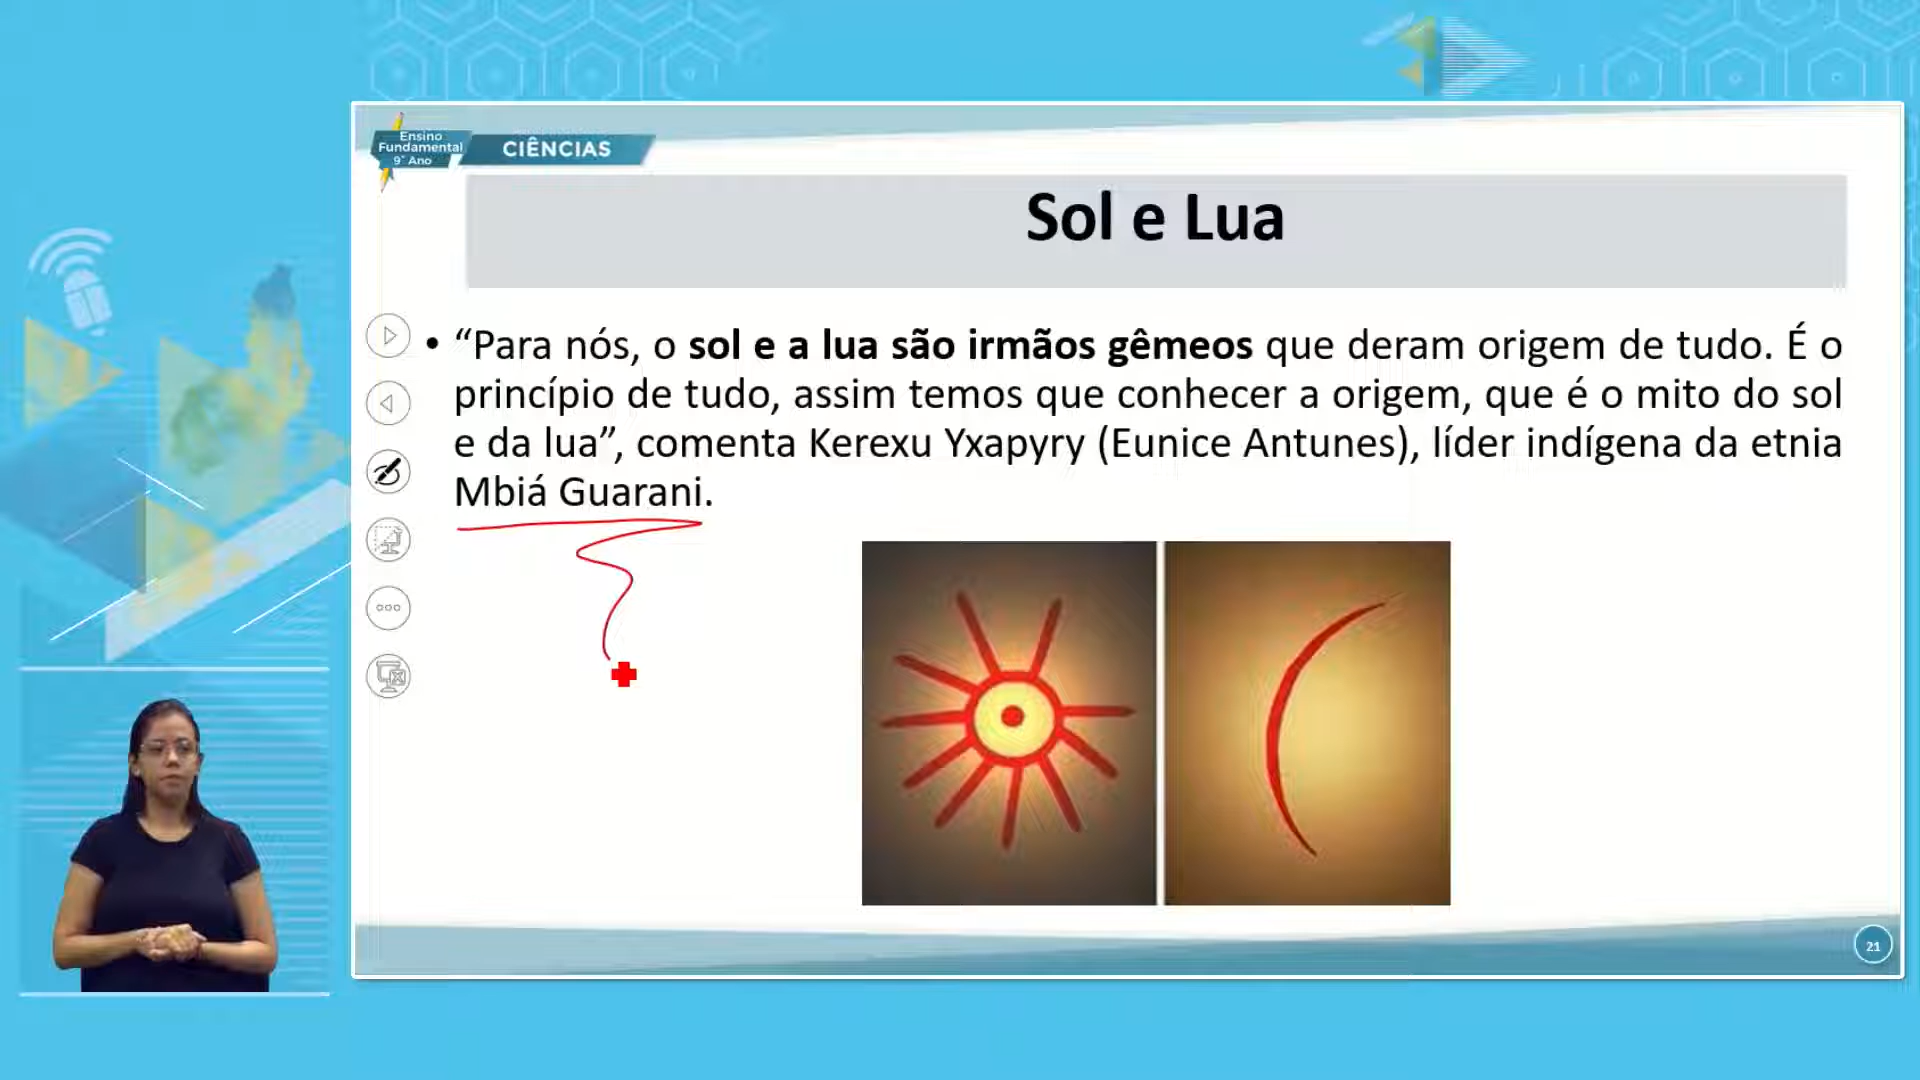 Ensino
Fundamental
9° Ano
CIÊNCIAS
Sol e Lua
• “Para nós, o sol e a lua são irmãos gêmeos que deram origem de tudo. É o
princípio de tudo, assim temos que conhecer a origem, que é o mito do sol
e da lua”, comenta Kerexu Yxapyry (Eunice Antunes), líder indígena da etnia
Mbiá Guarani.
21